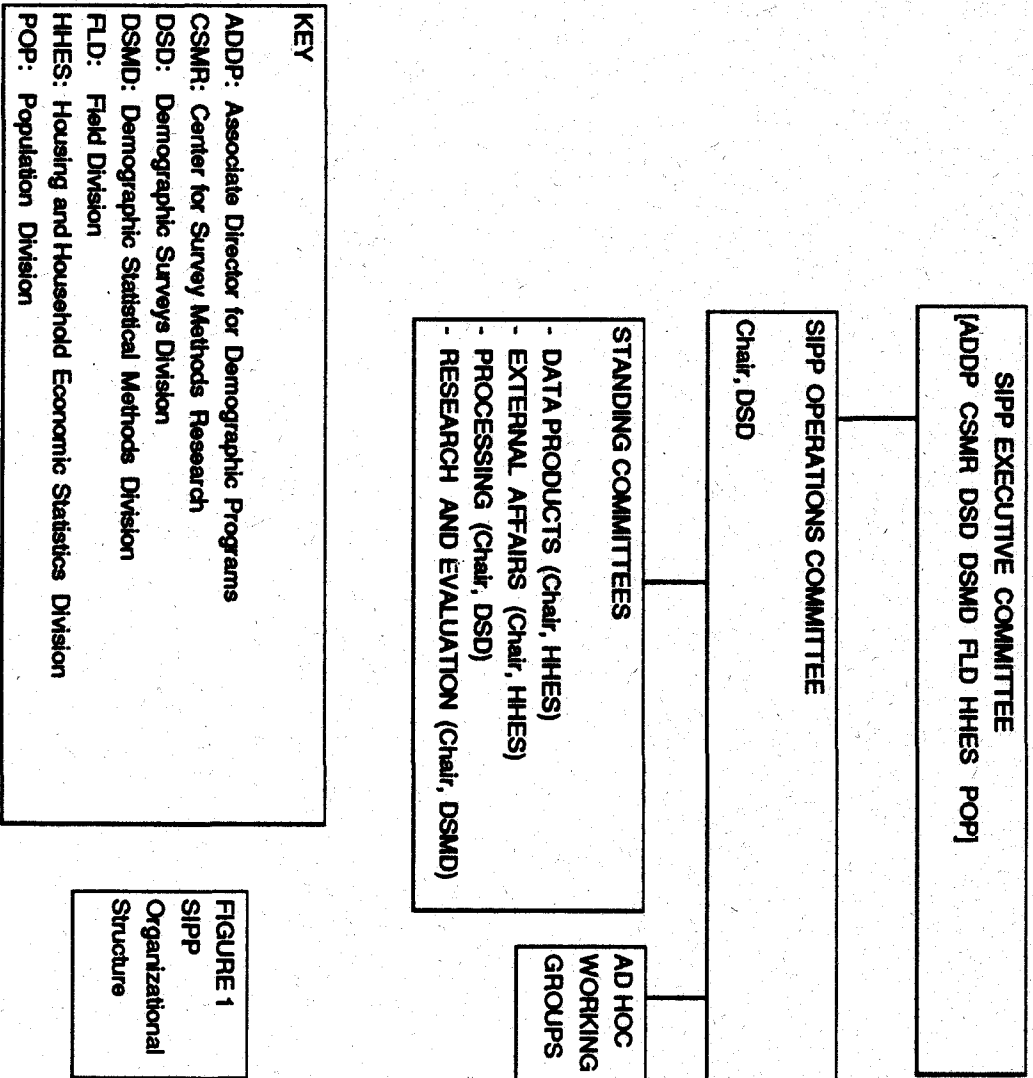 SIPP EXECUTIVE COMMITTEE
[ADDP CSMR DSD DSMD FLD HHES POP]
SIPP OPERATIONS COMMITTEE
Chair, DSD
STANDING COMMITTEES
- DATA PRODUCTS (Chair, HHES)
- EXTERNAL AFFAIRS (Chair, HHES)
- PROCESSING (Chair, DSD)
- RESEARCH AND EVALUATION (Chair, DSMD)
AD HOC
WORKING
GROUPS
KEY
ADDP: Associate Director for Demographic Programs
CSMR: Center for Survey Methods Research
DSD: Demographic Surveys Division
DSMD: Demographic Statistical Methods Division
FLD: Field Division
HHES: Housing and Household Economic Statistics Division
POP: Population Division
FIGURE 1
SIPP
Organizational
Structure